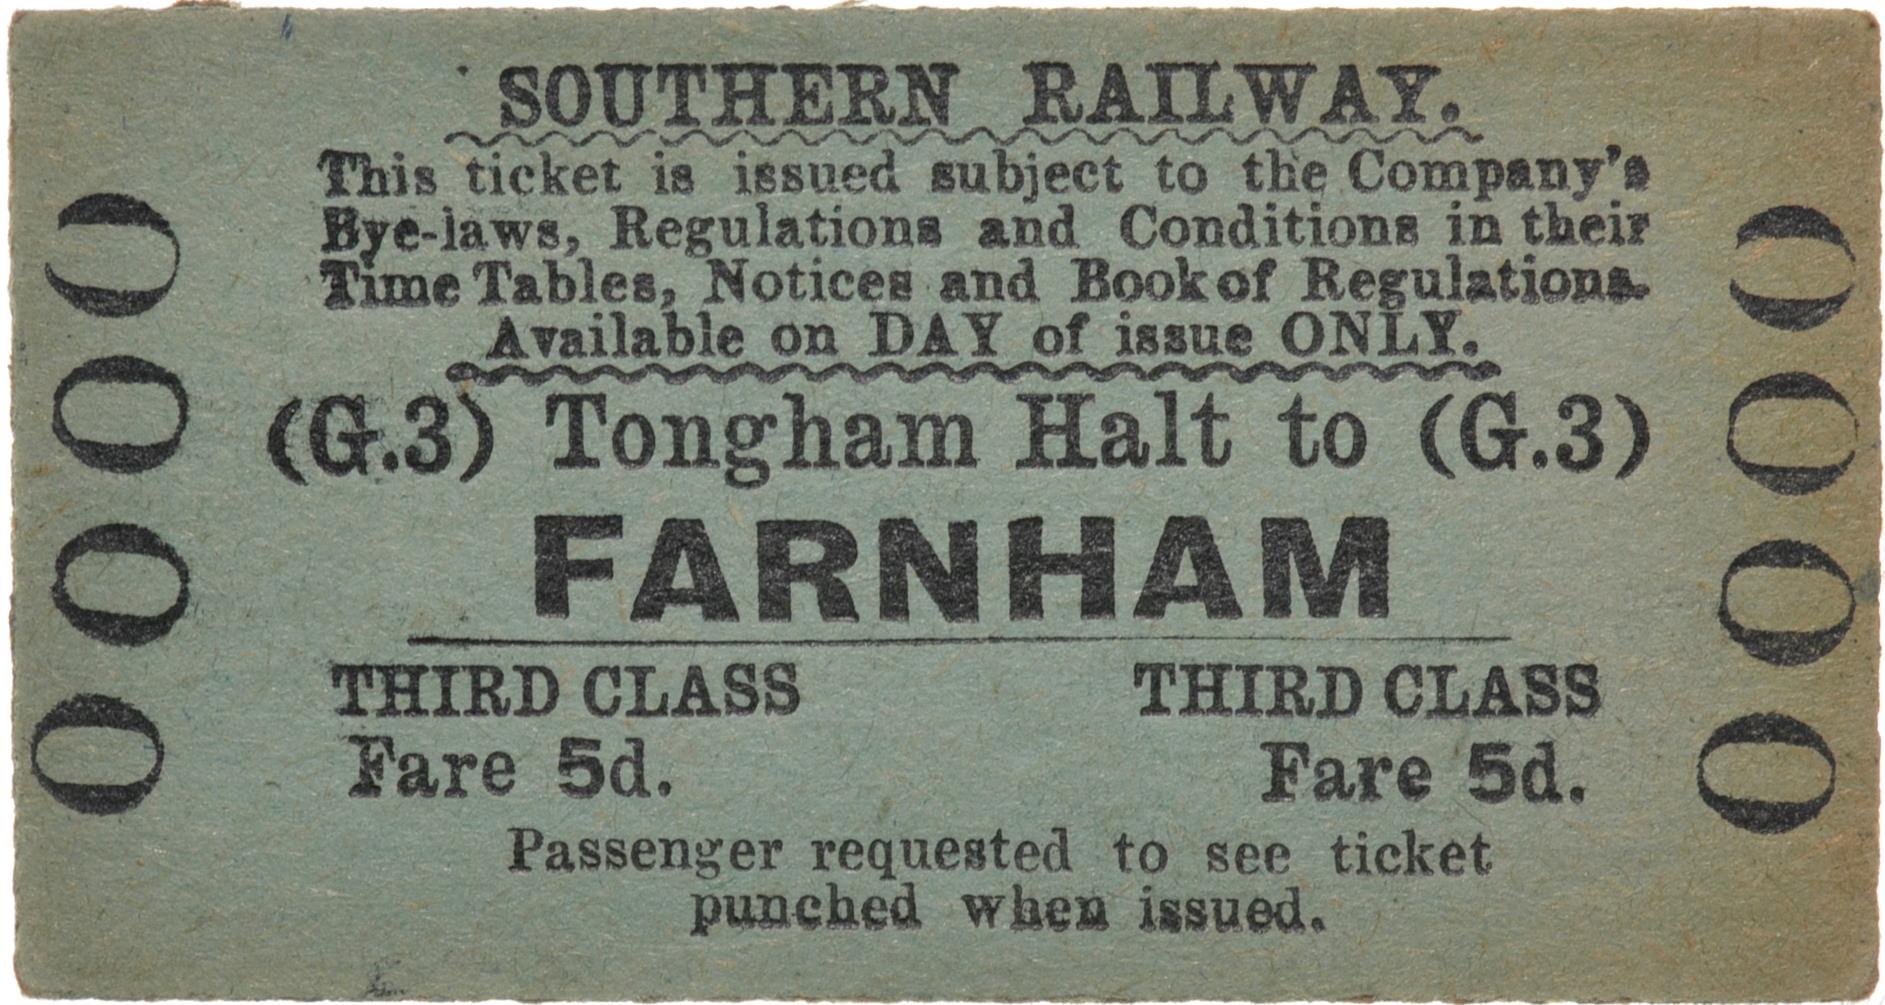 SOUTHERN RAILWAY.
This ticket is issued subject to the Company's
Bye-laws, Regulations and Conditions in their
Time Tables, Notices and Book of Regulations.
Available on DAY of issue ONLY.
(G.3) Tongham Halt to (G.3)
FARNHAM
THIRD CLASS THIRD CLASS
Fare 5d. Fare 5d.
Passenger requested to see ticket
punched when issued.
0000
0000